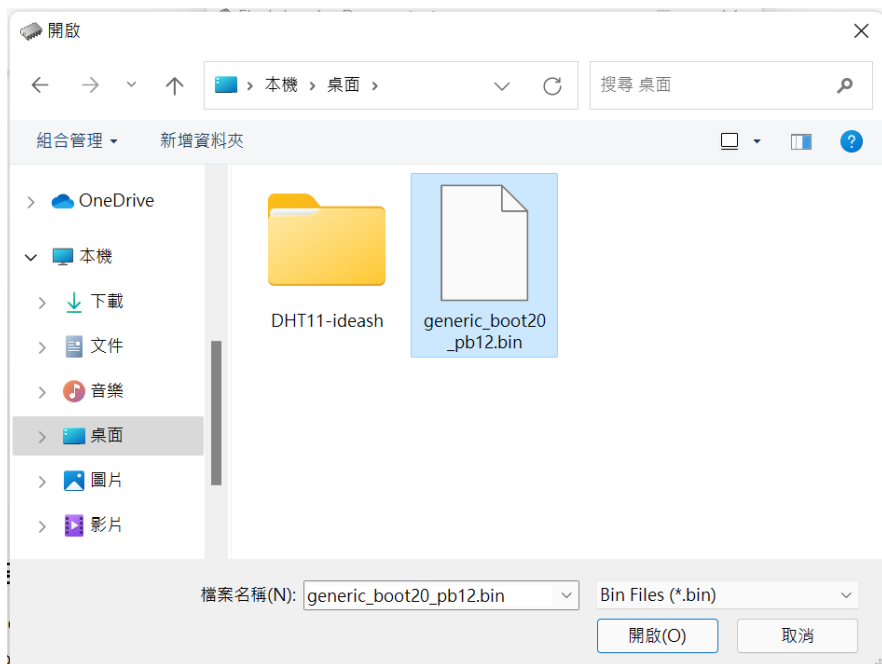 開啟
本機 > 桌面 >
搜尋 桌面
組合管理
新增資料夾
OneDrive
本機
下載
文件
音樂
桌面
圖片
影片
DHT11-ideash
generic_boot20
_pb12.bin
檔案名稱(N): generic_boot20_pb12.bin
Bin Files (*.bin)
開啟(O)
取消